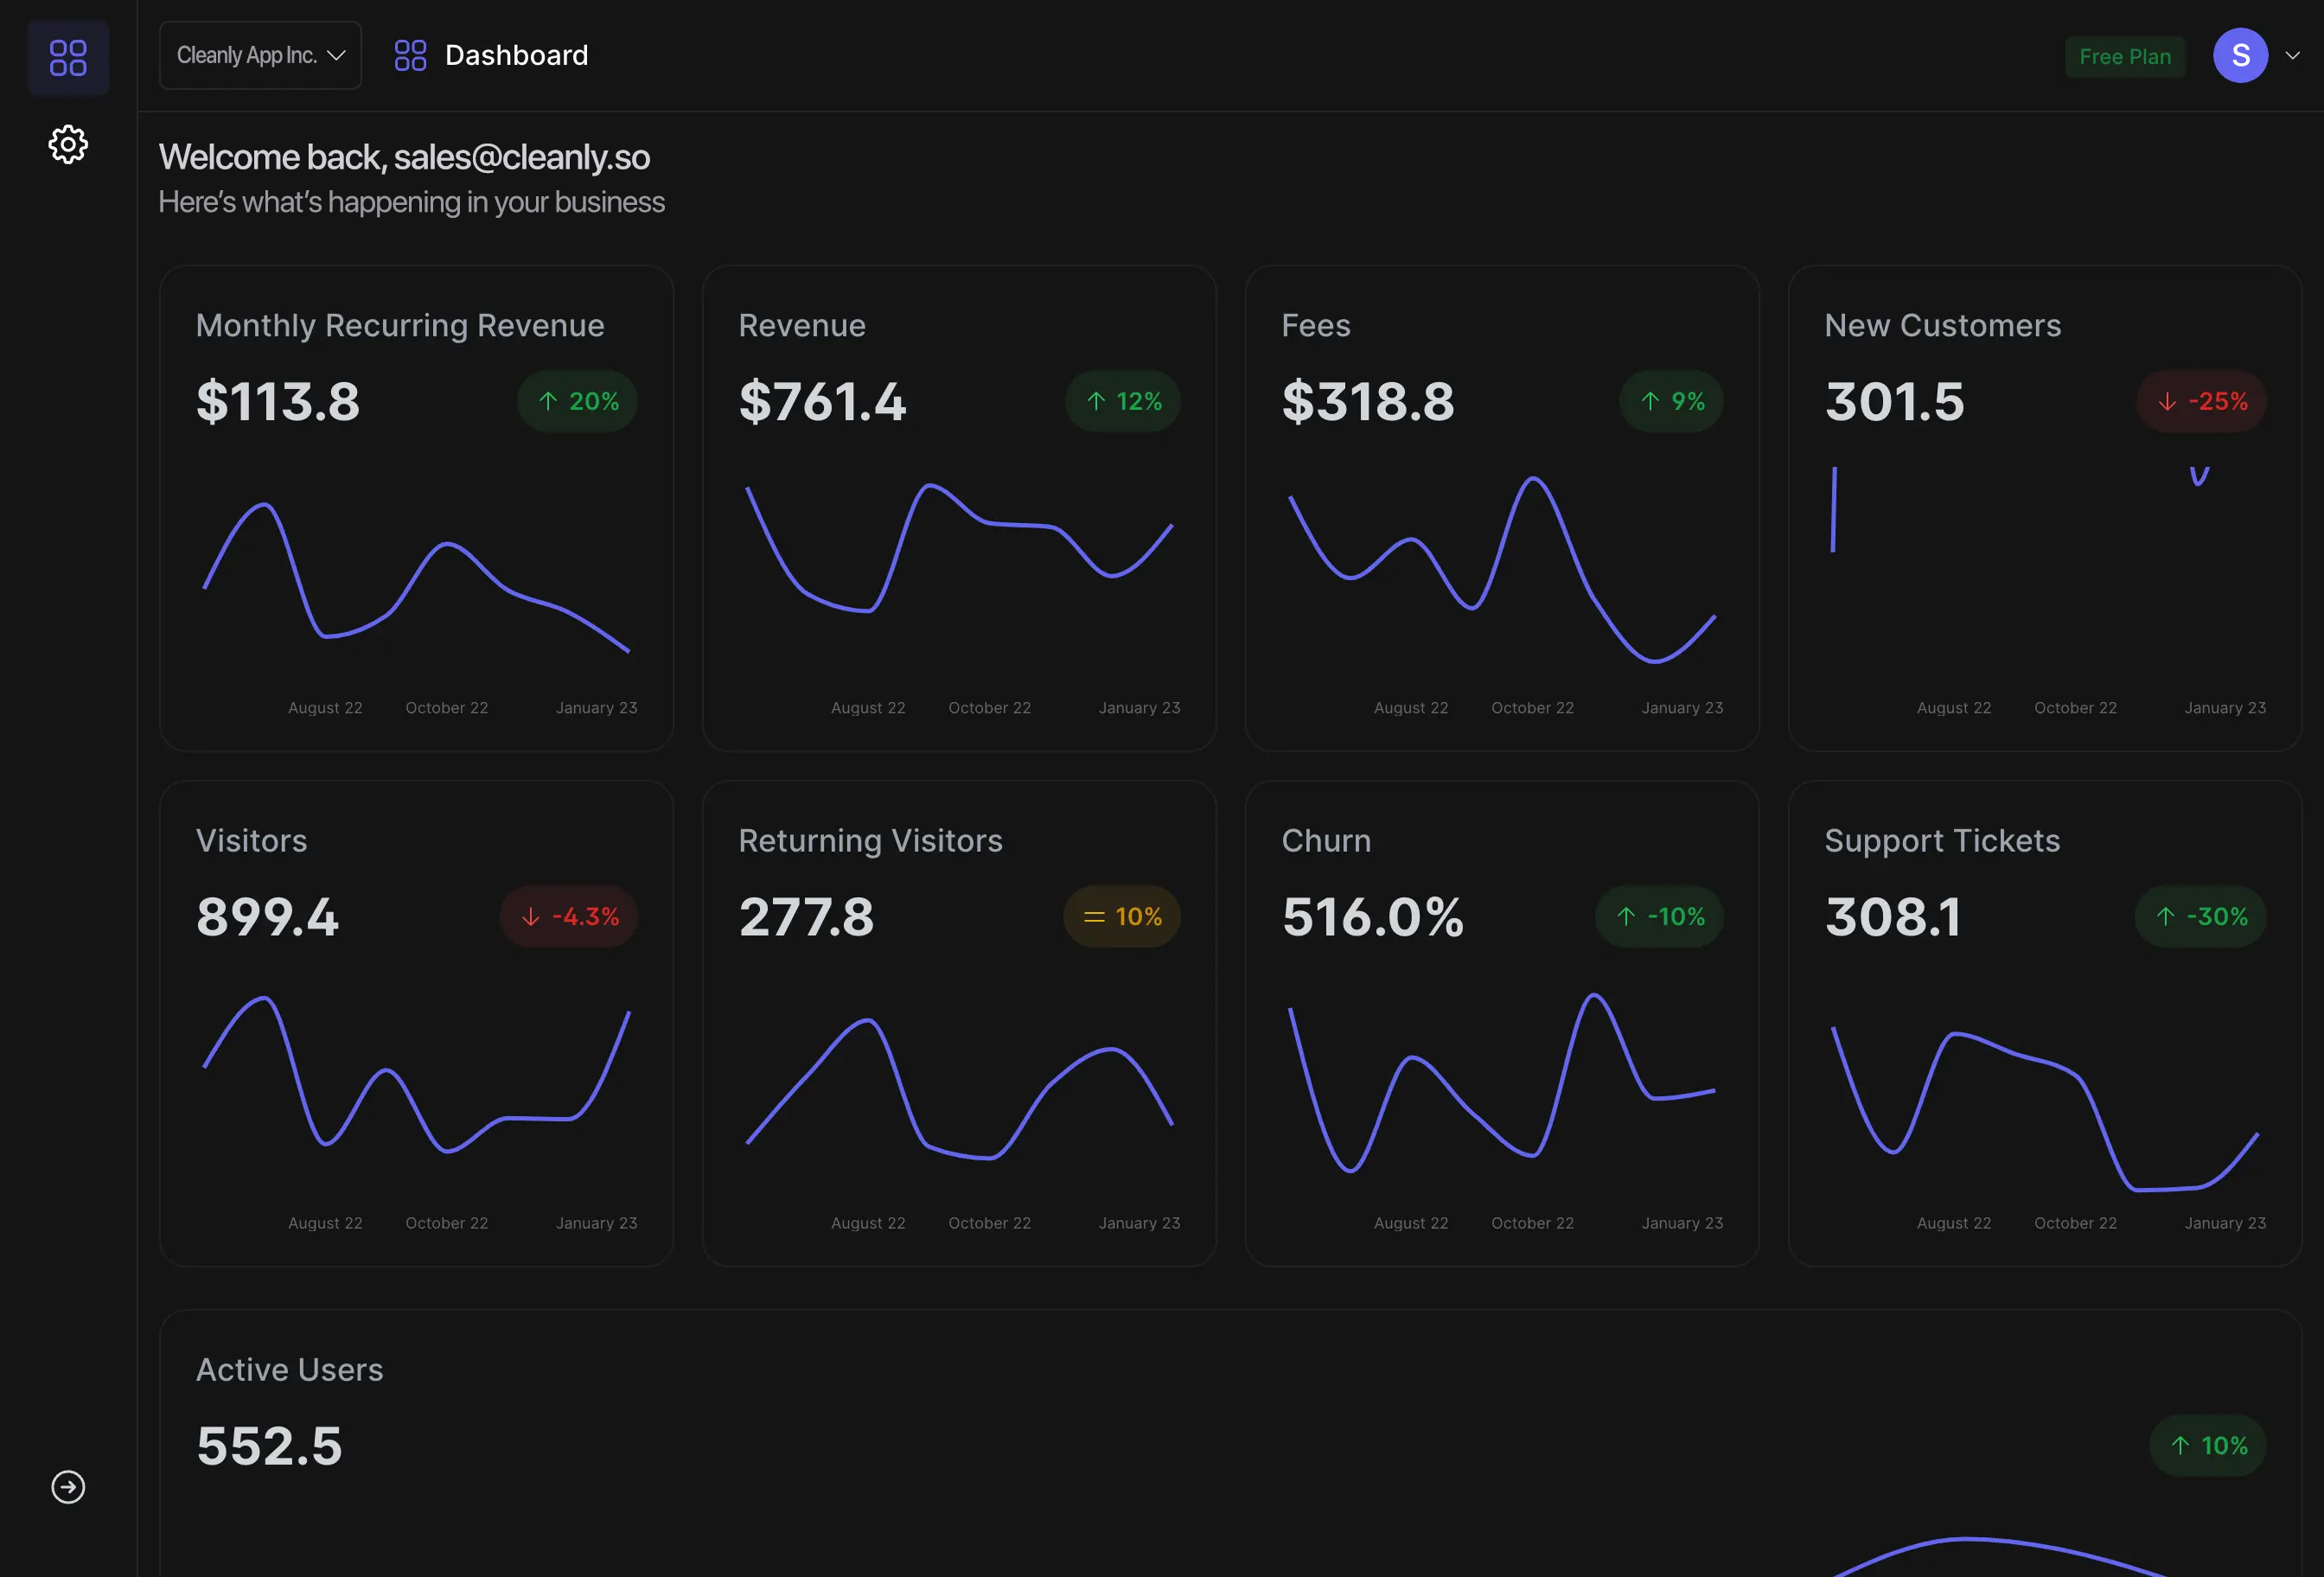 Cleanly App Inc.
Dashboard
Free Plan
S
Welcome back, sales@cleanly.so
Here’s what’s happening in your business
Monthly Recurring Revenue
$113.8
20%
August 22 October 22 January 23
Revenue
$761.4
12%
August 22 October 22 January 23
Fees
$318.8
9%
August 22 October 22 January 23
New Customers
301.5
-25%
August 22 October 22 January 23
Visitors
899.4
-4.3%
August 22 October 22 January 23
Returning Visitors
277.8
10%
August 22 October 22 January 23
Churn
516.0%
-10%
August 22 October 22 January 23
Support Tickets
308.1
-30%
August 22 October 22 January 23
Active Users
552.5
10%